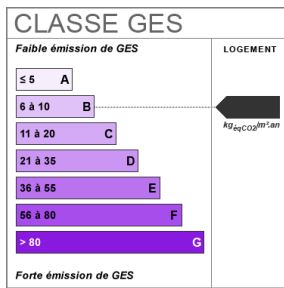 CLASSE GES
Faible émission de GES
LOGEMENT
≤ 5 A
6 à 10 B
11 à 20 C
21 à 35 D
36 à 55 E
56 à 80 F
> 80 G
kgéqCO2/m².an
Forte émission de GES